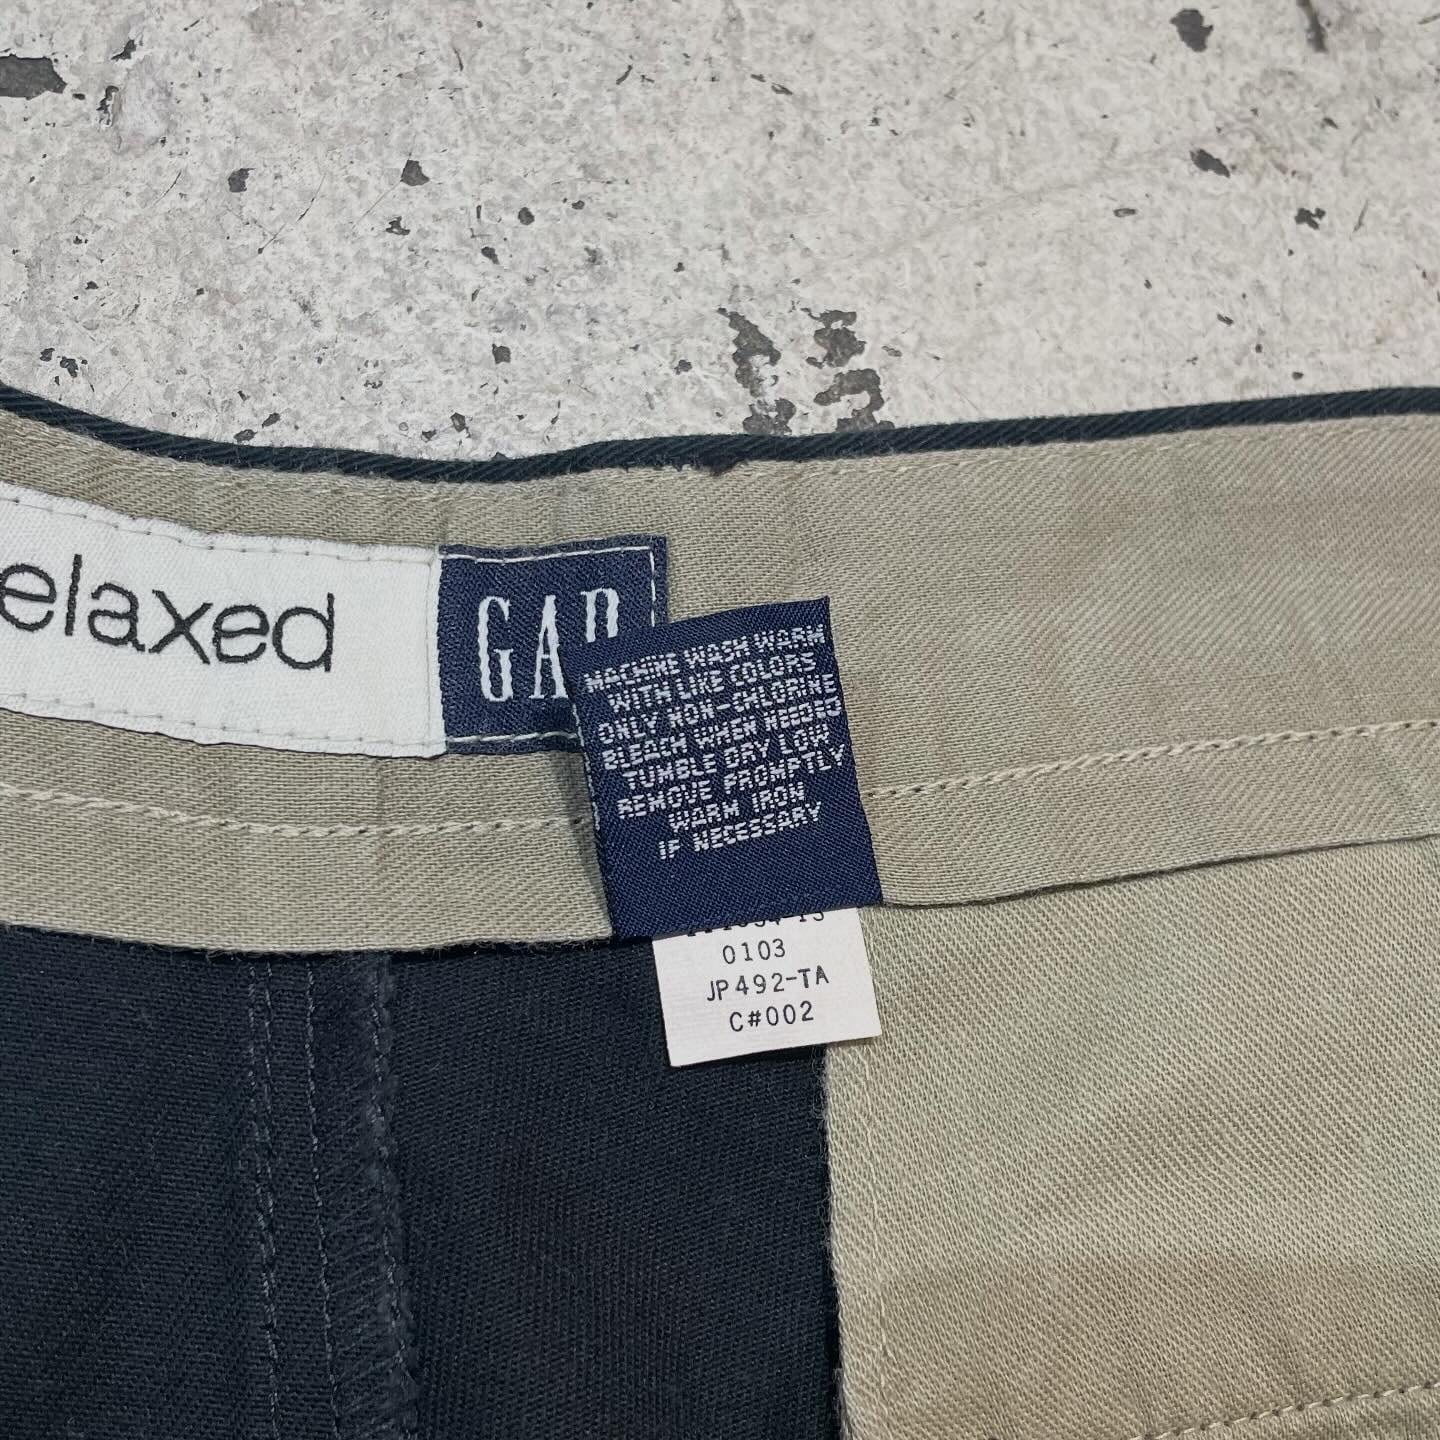 elaxed
GAP
MACHINE WASH WARM
WITH LIKE COLORS
ONLY NON-CHLORINE
BLEACH WHEN NEEDED
TUMBLE DRY LOW
REMOVE PROMPTLY
WARM IRON
IF NECESSARY
0103
JP492-TA
C#002